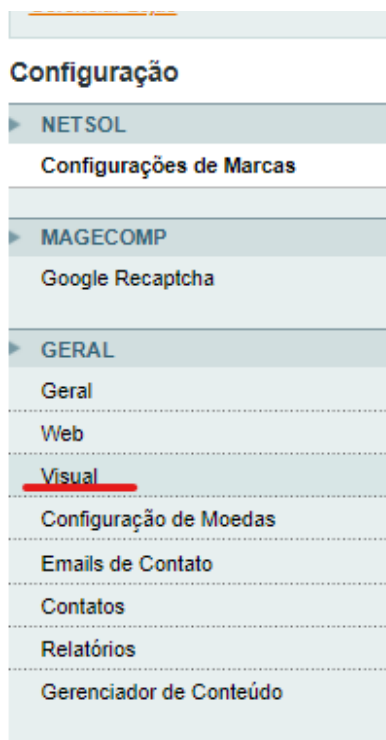 Configuração
NETSOL
Configurações de Marcas
MAGECOMP
Google Recaptcha
GERAL
Geral
Web
Visual
Configuração de Moedas
Emails de Contato
Contatos
Relatórios
Gerenciador de Conteúdo